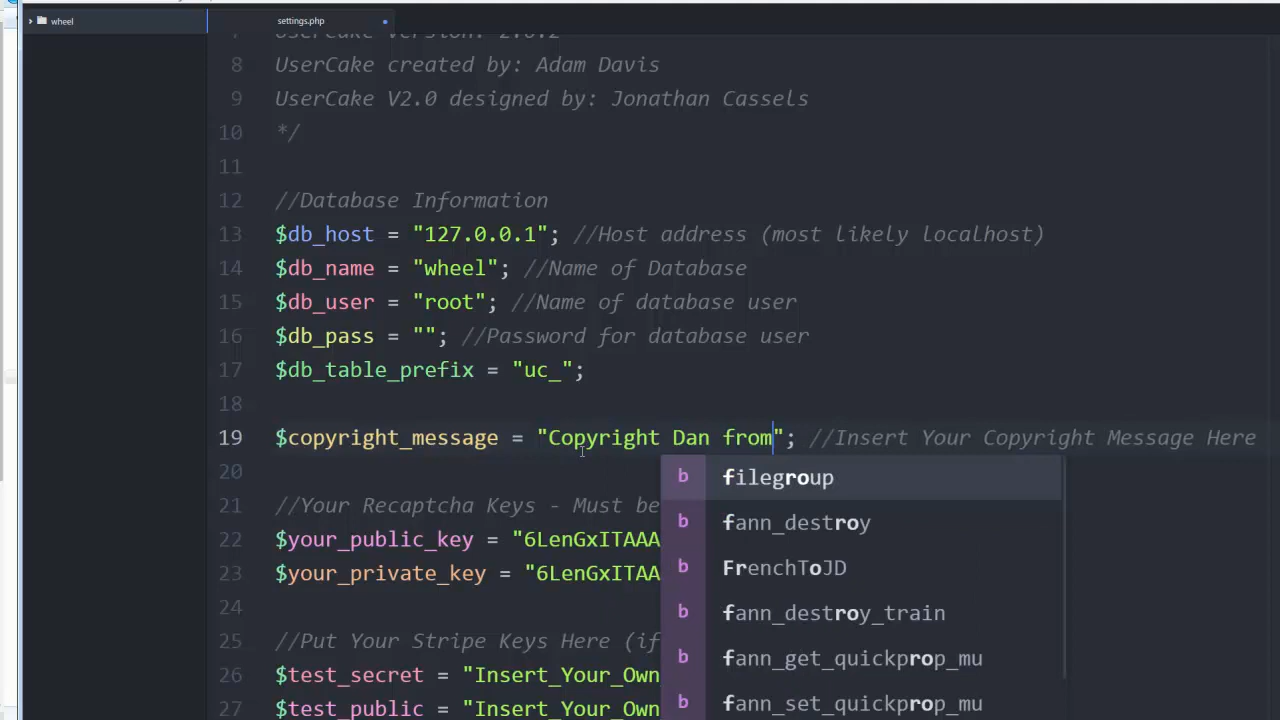 wheel
settings.php
UserCake Version: 2.0.2
8 UserCake created by: Adam Davis
9 UserCake V2.0 designed by: Jonathan Cassels
10 */
11
12 //Database Information
13 $db_host = "127.0.0.1"; //Host address (most likely localhost)
14 $db_name = "wheel"; //Name of Database
15 $db_user = "root"; //Name of database user
16 $db_pass = ""; //Password for database user
17 $db_table_prefix = "uc_";
18
19 $copyright_message = "Copyright Dan from"; //Insert Your Copyright Message Here
20
b filegroup
21 //Your Recaptcha Keys - Must be
b fann_destroy
22 $your_public_key = "6LenGxITAAA
b FrenchToJD
23 $your_private_key = "6LenGxITAA
24
b fann_destroy_train
25 //Put Your Stripe Keys Here (if
b fann_get_quickprop_mu
26 $test_secret = "Insert_Your_Own
b fann_set_quickprop_mu
27 $test_public = "Insert_Your_Own